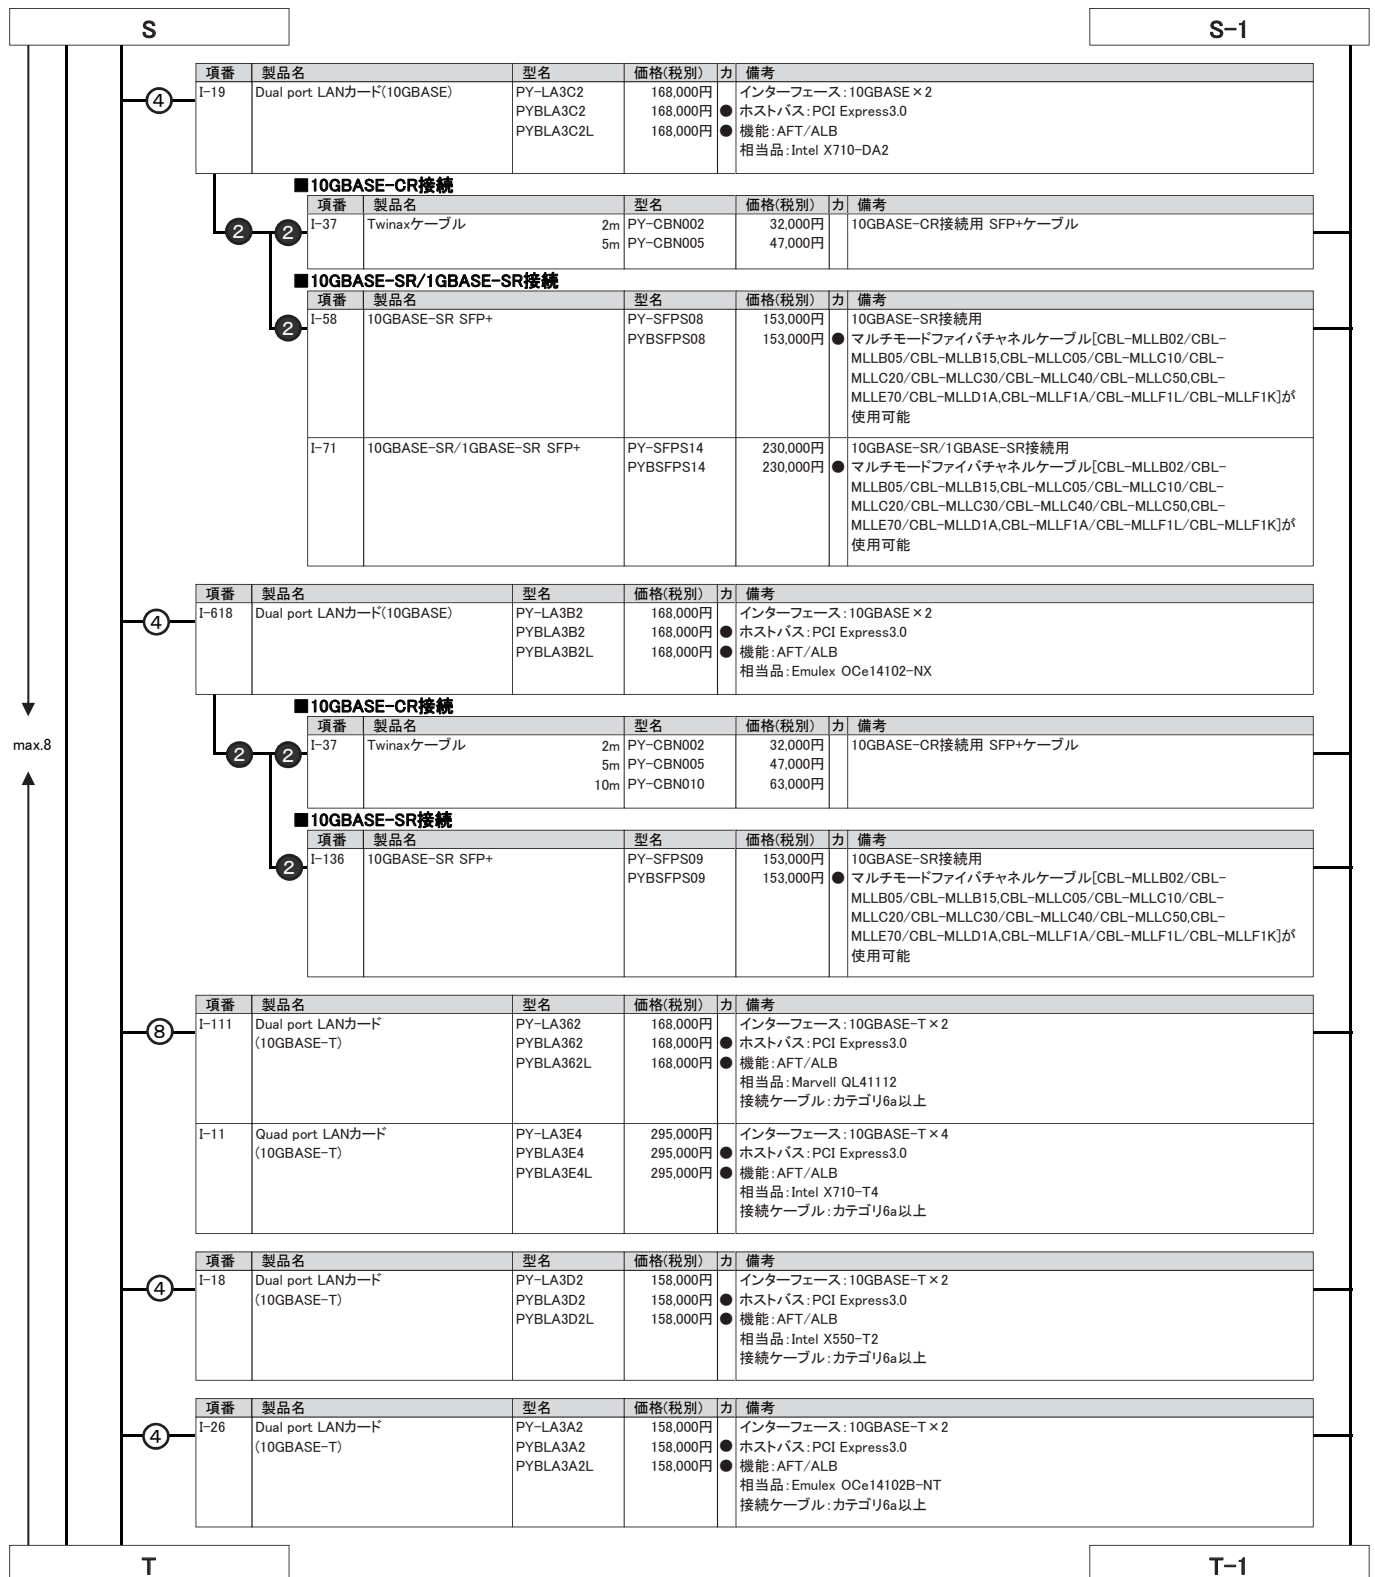 S
S-1
項番 製品名 型名 価格(税別) カ 備考
④ I-19 Dual port LANカード(10GBASE) PY-LA3C2 168,000円 インターフェース:10GBASE×2
PYBLA3C2 168,000円 ● ホストバス:PCI Express3.0
PYBLA3C2L 168,000円 ● 機能:AFT/ALB
相当品:Intel X710-DA2
■10GBASE-CR接続
項番 製品名 型名 価格(税別) カ 備考
2 2 I-37 Twinaxケーブル 2m PY-CBN002 32,000円 10GBASE-CR接続用 SFP+ケーブル
5m PY-CBN005 47,000円
■10GBASE-SR/1GBASE-SR接続
項番 製品名 型名 価格(税別) カ 備考
2 I-58 10GBASE-SR SFP+ PY-SFPS08 153,000円 10GBASE-SR接続用
PYBSFPS08 153,000円 ● マルチモードファイバチャネルケーブル[CBL-MLLB02/CBL-
MLLB05/CBL-MLLB15,CBL-MLLC05/CBL-MLLC10/CBL-
MLLC20/CBL-MLLC30/CBL-MLLC40/CBL-MLLC50,CBL-
MLLE70/CBL-MLLD1A,CBL-MLLF1A/CBL-MLLF1L/CBL-MLLF1K]が
使用可能
I-71 10GBASE-SR/1GBASE-SR SFP+ PY-SFPS14 230,000円 10GBASE-SR/1GBASE-SR接続用
PYBSFPS14 230,000円 ● マルチモードファイバチャネルケーブル[CBL-MLLB02/CBL-
MLLB05/CBL-MLLB15,CBL-MLLC05/CBL-MLLC10/CBL-
MLLC20/CBL-MLLC30/CBL-MLLC40/CBL-MLLC50,CBL-
MLLE70/CBL-MLLD1A,CBL-MLLF1A/CBL-MLLF1L/CBL-MLLF1K]が
使用可能
項番 製品名 型名 価格(税別) カ 備考
④ I-618 Dual port LANカード(10GBASE) PY-LA3B2 168,000円 インターフェース:10GBASE×2
PYBLA3B2 168,000円 ● ホストバス:PCI Express3.0
PYBLA3B2L 168,000円 ● 機能:AFT/ALB
相当品:Emulex OCe14102-NX
■10GBASE-CR接続
項番 製品名 型名 価格(税別) カ 備考
max.8
2 2 I-37 Twinaxケーブル 2m PY-CBN002 32,000円 10GBASE-CR接続用 SFP+ケーブル
5m PY-CBN005 47,000円
10m PY-CBN010 63,000円
■10GBASE-SR接続
項番 製品名 型名 価格(税別) カ 備考
2 I-136 10GBASE-SR SFP+ PY-SFPS09 153,000円 10GBASE-SR接続用
PYBSFPS09 153,000円 ● マルチモードファイバチャネルケーブル[CBL-MLLB02/CBL-
MLLB05/CBL-MLLB15,CBL-MLLC05/CBL-MLLC10/CBL-
MLLC20/CBL-MLLC30/CBL-MLLC40/CBL-MLLC50,CBL-
MLLE70/CBL-MLLD1A,CBL-MLLF1A/CBL-MLLF1L/CBL-MLLF1K]が
使用可能
項番 製品名 型名 価格(税別) カ 備考
⑧ I-111 Dual port LANカード PY-LA362 168,000円 インターフェース:10GBASE-T×2
(10GBASE-T) PYBLA362 168,000円 ● ホストバス:PCI Express3.0
PYBLA362L 168,000円 ● 機能:AFT/ALB
相当品:Marvell QL41112
接続ケーブル:カテゴリ6a以上
I-11 Quad port LANカード PY-LA3E4 295,000円 インターフェース:10GBASE-T×4
(10GBASE-T) PYBLA3E4 295,000円 ● ホストバス:PCI Express3.0
PYBLA3E4L 295,000円 ● 機能:AFT/ALB
相当品:Intel X710-T4
接続ケーブル:カテゴリ6a以上
項番 製品名 型名 価格(税別) カ 備考
④ I-18 Dual port LANカード PY-LA3D2 158,000円 インターフェース:10GBASE-T×2
(10GBASE-T) PYBLA3D2 158,000円 ● ホストバス:PCI Express3.0
PYBLA3D2L 158,000円 ● 機能:AFT/ALB
相当品:Intel X550-T2
接続ケーブル:カテゴリ6a以上
項番 製品名 型名 価格(税別) カ 備考
④ I-26 Dual port LANカード PY-LA3A2 158,000円 インターフェース:10GBASE-T×2
(10GBASE-T) PYBLA3A2 158,000円 ● ホストバス:PCI Express3.0
PYBLA3A2L 158,000円 ● 機能:AFT/ALB
相当品:Emulex OCe14102B-NT
接続ケーブル:カテゴリ6a以上
T
T-1